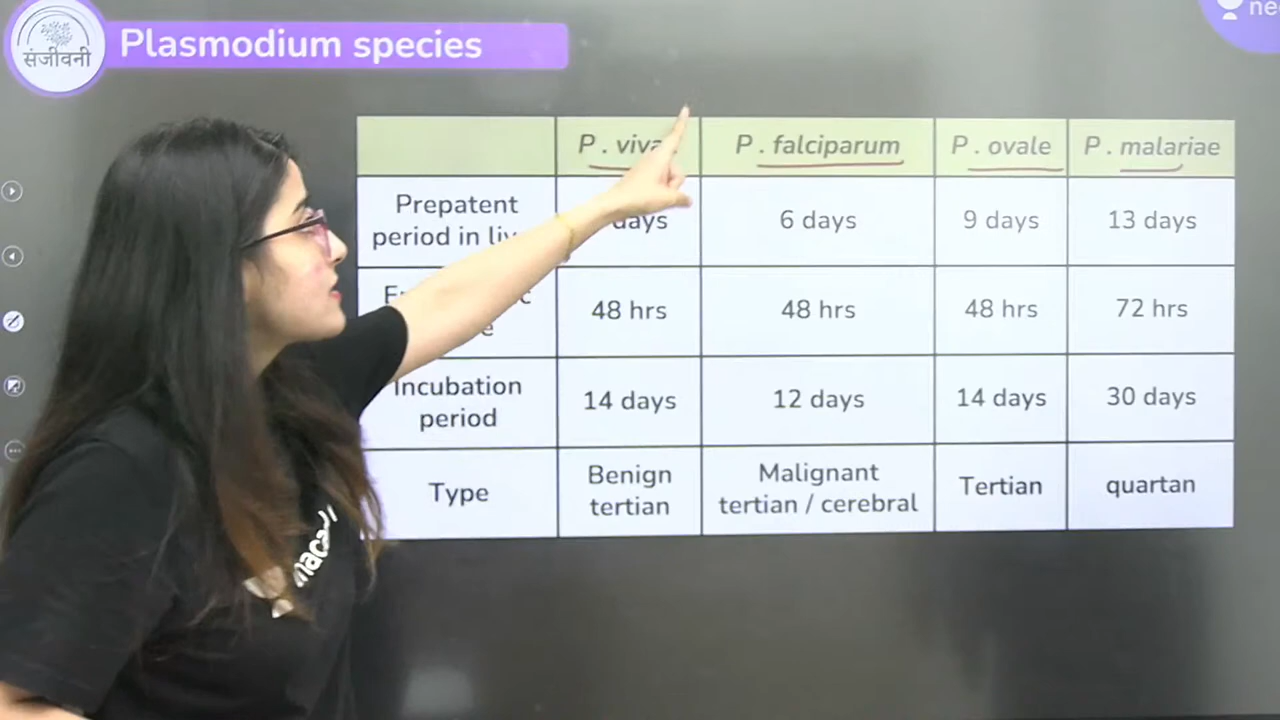 संजीवनी
Plasmodium species
P . falciparum
P . ovale
P . malariae
Prepatent
period in
days
6 days
9 days
13 days
48 hrs
48 hrs
48 hrs
72 hrs
Incubation
period
14 days
12 days
14 days
30 days
Type
Benign
tertian
Malignant
tertian / cerebral
Tertian
quartan